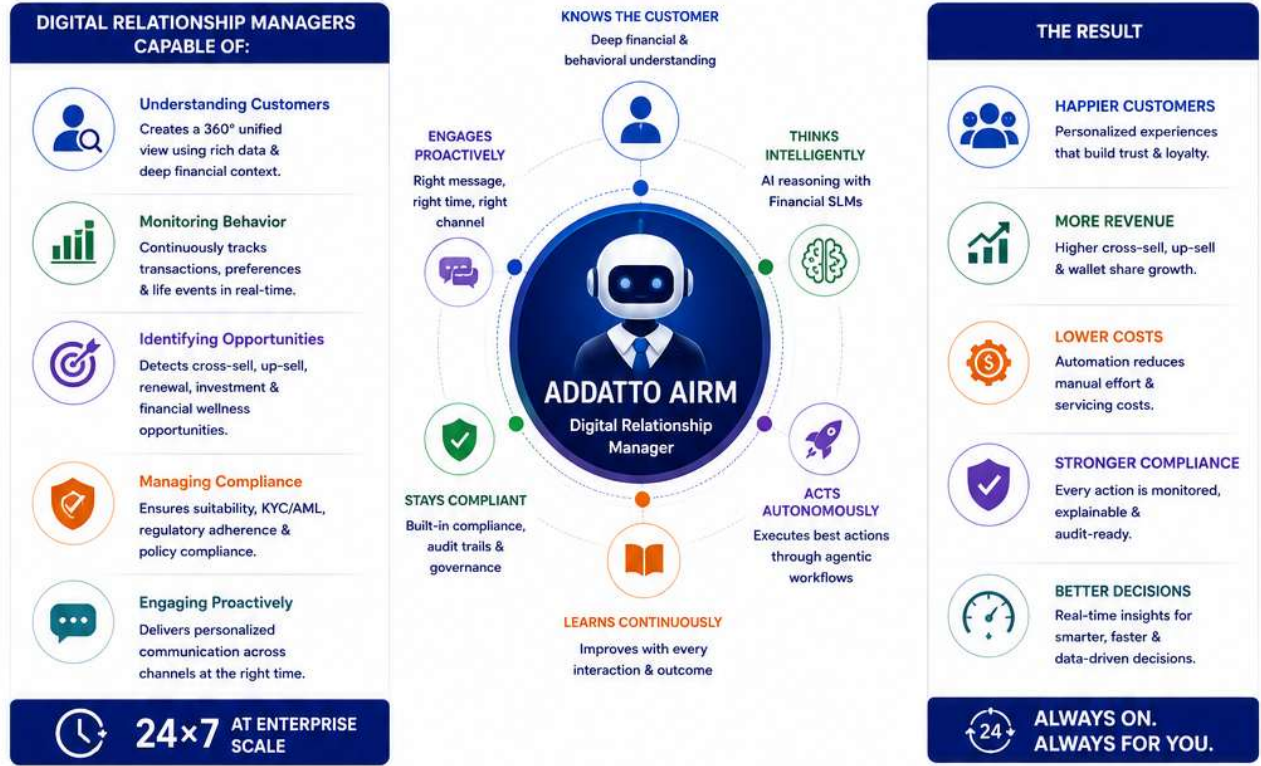 DIGITAL RELATIONSHIP MANAGERS
CAPABLE OF:
Understanding Customers
Creates a 360° unified
view using rich data &
deep financial context.
Monitoring Behavior
Continuously tracks
transactions, preferences
& life events in real-time.
Identifying Opportunities
Detects cross-sell, up-sell,
renewal, investment &
financial wellness
opportunities.
Managing Compliance
Ensures suitability, KYC/AML,
regulatory adherence &
policy compliance.
Engaging Proactively
Delivers personalized
communication across
channels at the right time.
24×7 AT ENTERPRISE
SCALE
KNOWS THE CUSTOMER
Deep financial &
behavioral understanding
ENGAGES
PROACTIVELY
Right message,
right time, right
channel
THINKS
INTELLIGENTLY
AI reasoning with
Financial SLMs
ADDATTO AIRM
Digital Relationship
Manager
STAYS COMPLIANT
Built-in compliance,
audit trails &
governance
ACTS
AUTONOMOUSLY
Executes best actions
through agentic
workflows
LEARNS CONTINUOUSLY
Improves with every
interaction & outcome
THE RESULT
HAPPIER CUSTOMERS
Personalized experiences
that build trust & loyalty.
MORE REVENUE
Higher cross-sell, up-sell
& wallet share growth.
$
LOWER COSTS
Automation reduces
manual effort &
servicing costs.
STRONGER COMPLIANCE
Every action is monitored,
explainable &
audit-ready.
BETTER DECISIONS
Real-time insights for
smarter, faster &
data-driven decisions.
24
ALWAYS ON.
ALWAYS FOR YOU.